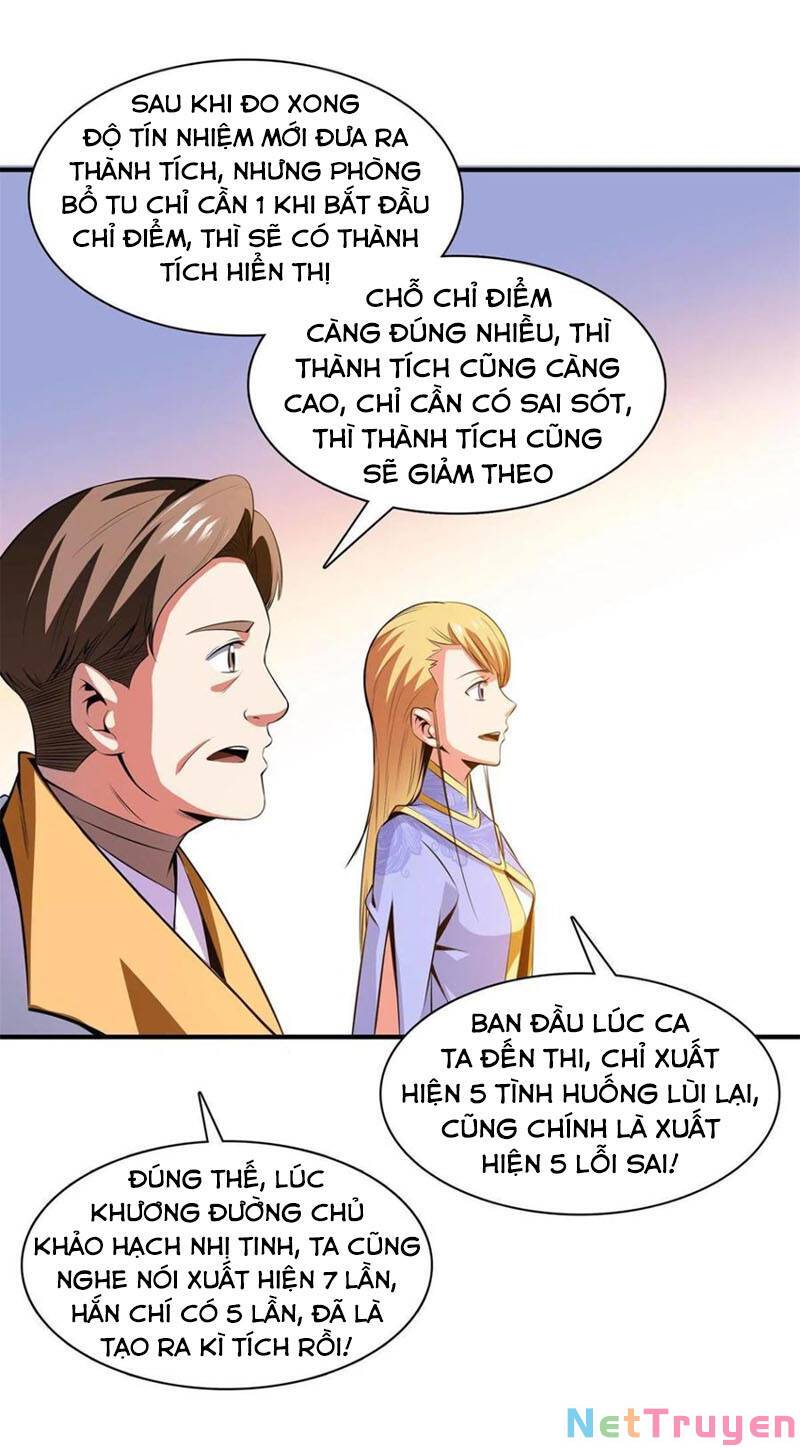 SAU KHI ĐO XONG
ĐỘ TÍN NHIỆM MỚI ĐƯA RA
THÀNH TÍCH, NHƯNG PHÒNG
BỔ TU CHỈ CẦN 1 KHI BẮT ĐẦU
CHỈ ĐIỂM, THÌ SẼ CÓ THÀNH
TÍCH HIỂN THỊ
CHỖ CHỈ ĐIỂM
CÀNG ĐÚNG NHIỀU, THÌ
THÀNH TÍCH CŨNG CÀNG
CAO, CHỈ CẦN CÓ SAI SÓT,
THÌ THÀNH TÍCH CŨNG
SẼ GIẢM THEO
BAN ĐẦU LÚC CA
TA ĐẾN THI, CHỈ XUẤT
HIỆN 5 TÌNH HUỐNG LÙI LẠI,
CŨNG CHÍNH LÀ XUẤT
HIỆN 5 LỖI SAI!
ĐÚNG THẾ, LÚC
KHƯƠNG ĐƯỜNG CHỦ
KHẢO HẠCH NHỊ TINH, TA CŨNG
NGHE NÓI XUẤT HIỆN 7 LẦN,
HẮN CHÍ CÓ 5 LẦN, ĐÃ LÀ
TẠO RA KÌ TÍCH RỒI!
NETTRUYEN